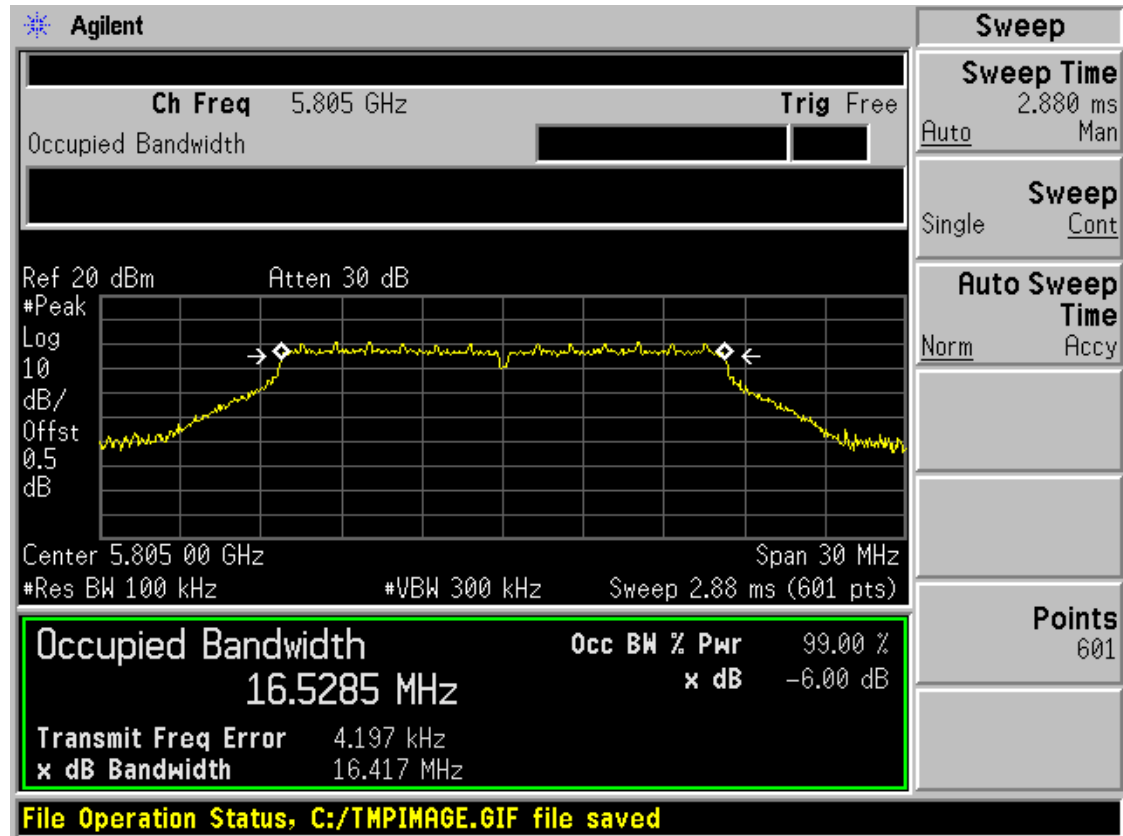 Agilent
Ch Freq 5.805 GHz Trig Free
Occupied Bandwidth
Ref 20 dBm Atten 30 dB
#Peak
Log
10
dB/
Offst
0.5
dB
Center 5.805 00 GHz Span 30 MHz
#Res BW 100 kHz #VBW 300 kHz Sweep 2.88 ms (601 pts)
Occupied Bandwidth Occ BW % Pwr 99.00 %
16.5285 MHz x dB -6.00 dB
Transmit Freq Error 4.197 kHz
x dB Bandwidth 16.417 MHz
File Operation Status, C:/TMPIMAGE.GIF file saved
Sweep
Sweep Time
2.880 ms
Auto Man
Sweep
Single Cont
Auto Sweep
Time
Norm Accy
Points
601